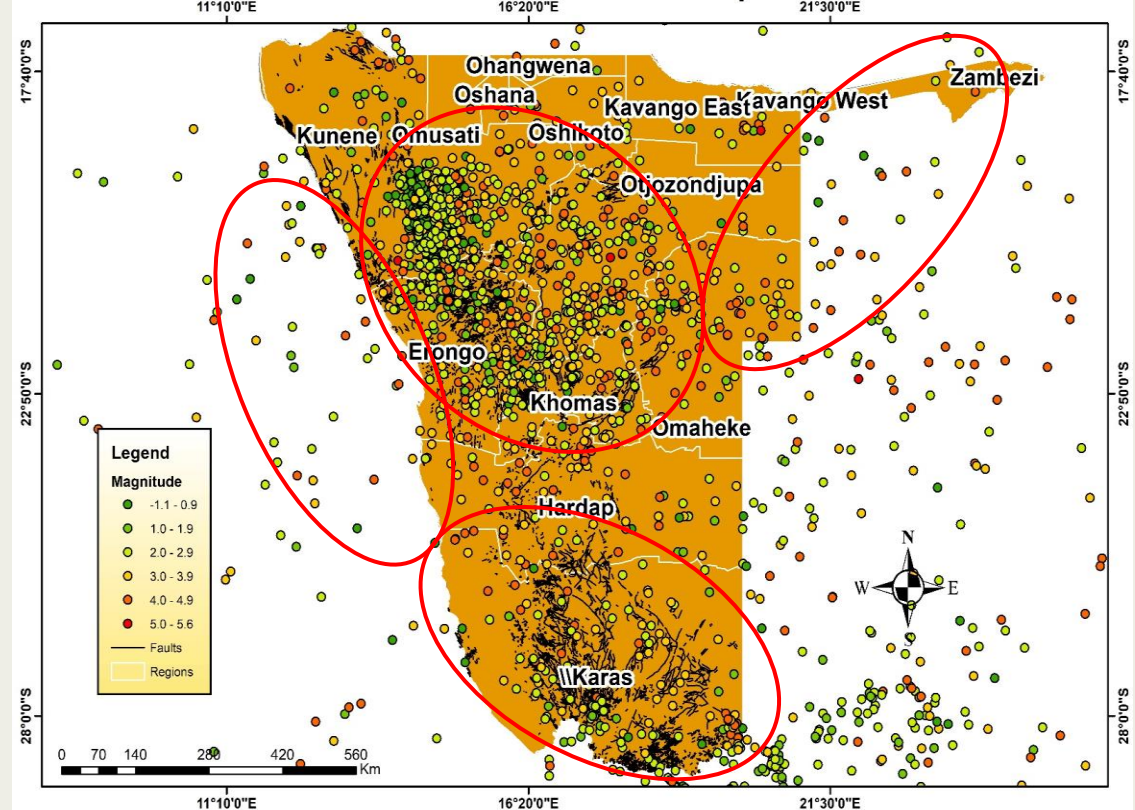 11°10'0"E
16°20'0"E
21°30'0"E
17°40'0"S
17°40'0"S
Ohangwena
Zambezi
Oshana
Kavango East
Kavango West
Kunene
Omusati
Oshikoto
Otjozondjupa
Erongo
22°50'0"S
22°50'0"S
Khomas
Omaheke
Legend
Magnitude
-1.1 - 0.9
1.0 - 1.9
2.0 - 2.9
3.0 - 3.9
4.0 - 4.9
5.0 - 5.6
Faults
Regions
Hardap
N
W
E
S
\\Karas
28°0'0"S
28°0'0"S
0 70 140 280 420 560
Km
11°10'0"E
16°20'0"E
21°30'0"E